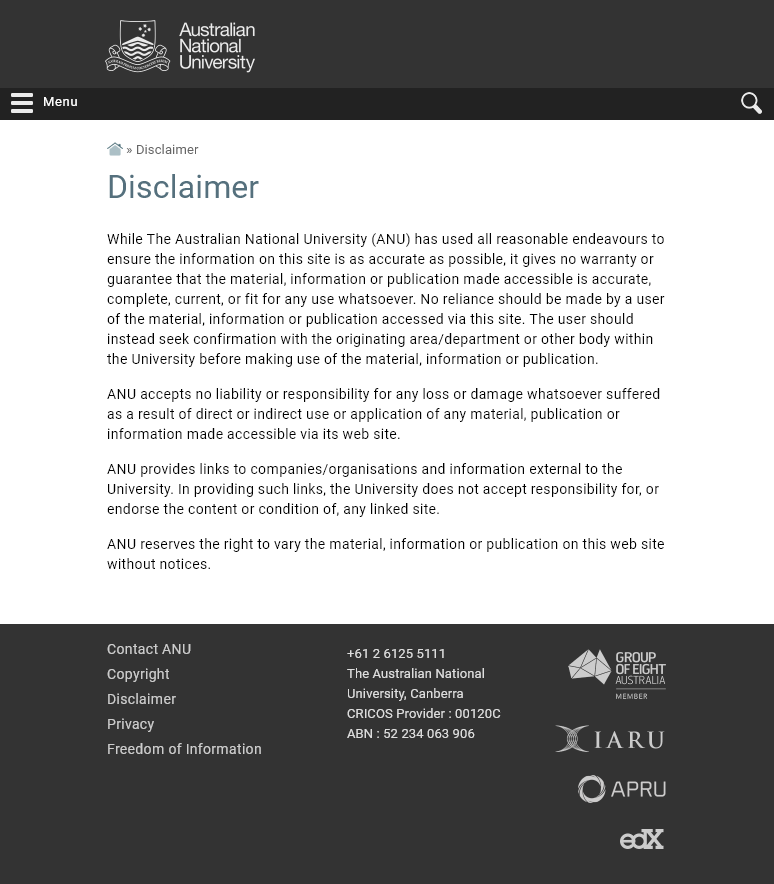 Australian
National
University
Menu
» Disclaimer
Disclaimer
While The Australian National University (ANU) has used all reasonable endeavours to
ensure the information on this site is as accurate as possible, it gives no warranty or
guarantee that the material, information or publication made accessible is accurate,
complete, current, or fit for any use whatsoever. No reliance should be made by a user
of the material, information or publication accessed via this site. The user should
instead seek confirmation with the originating area/department or other body within
the University before making use of the material, information or publication.
ANU accepts no liability or responsibility for any loss or damage whatsoever suffered
as a result of direct or indirect use or application of any material, publication or
information made accessible via its web site.
ANU provides links to companies/organisations and information external to the
University. In providing such links, the University does not accept responsibility for, or
endorse the content or condition of, any linked site.
ANU reserves the right to vary the material, information or publication on this web site
without notices.
Contact ANU
Copyright
Disclaimer
Privacy
Freedom of Information
+61 2 6125 5111
The Australian National
University, Canberra
CRICOS Provider : 00120C
ABN : 52 234 063 906
GROUP
OF EIGHT
AUSTRALIA
MEMBER
IARU
APRU
edX